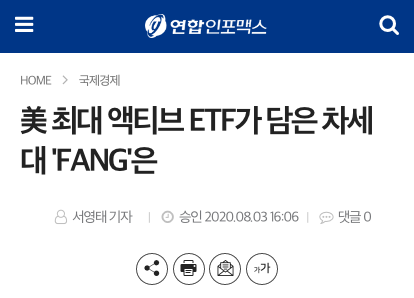 연합인포맥스
HOME > 국제경제
美 최대 액티브 ETF가 담은 차세
대 'FANG'은
서영태 기자 | 승인 2020.08.03 16:06 | 댓글 0
가가